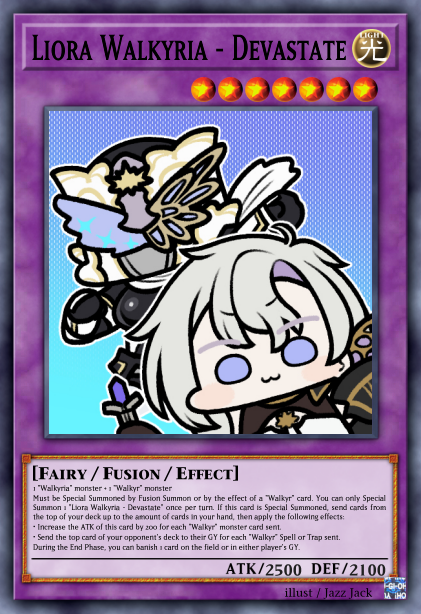 Liora Walkyria - Devastate
LIGHT
光
[Fairy / Fusion / Effect]
1 "Walkyria" monster + 1 "Walkyr" monster
Must be Special Summoned by Fusion Summon or by the effect of a "Walkyr" card. You can only Special
Summon 1 "Liora Walkyria - Devastate" once per turn. If this card is Special Summoned, send cards
from the top of your deck up to the amount of cards in your hand, then apply the following effects:
• Increase the ATK of this card by 200 for each "Walkyr" monster card sent.
• Send the top card of your opponent's deck to their GY for each "Walkyr" Spell or Trap sent.
During the End Phase, you can banish 1 card on the field or in either player's GY.
ATK/2500 DEF/2100
illust / Jazz Jack